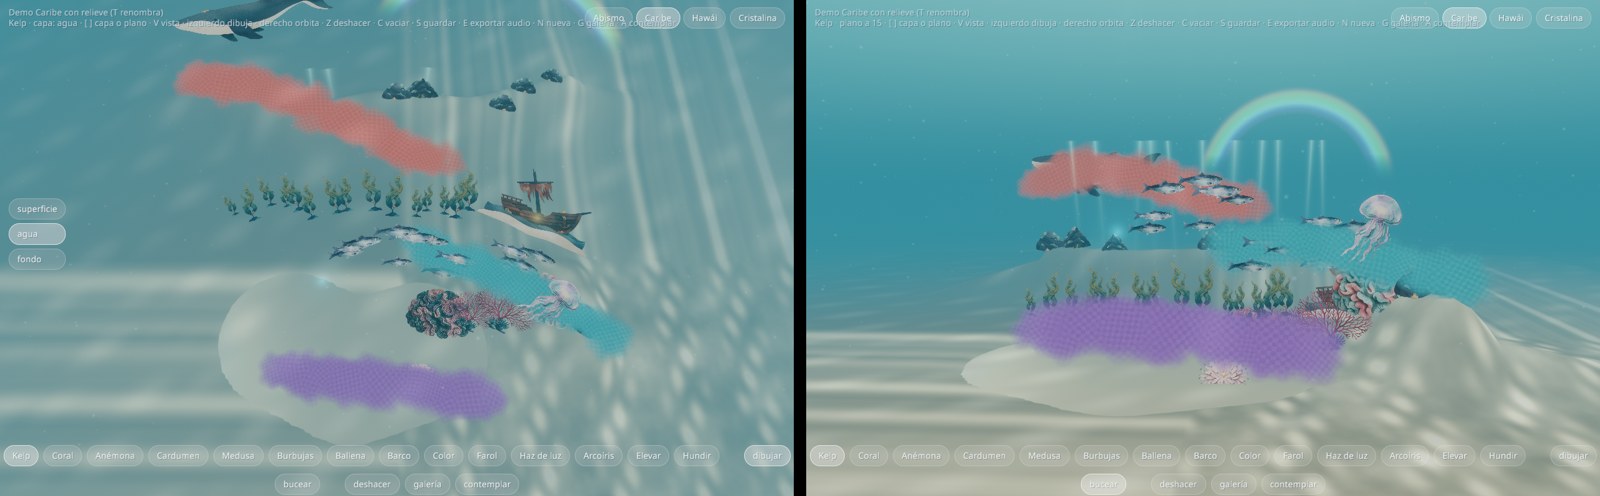 Demo Caribe con relieve (T renombra)
Kelp · capa: agua · [ ] capa o plano · V vista · izquierdo dibuja · derecho orbita · Z deshacer · C vaciar · S guardar · E exportar audio · N nueva · G
Abismo
Caribe
Hawái
Cristalina
superficie
agua
fondo
Kelp
Coral
Anémona
Cardumen
Medusa
Burbujas
Ballena
Barco
Color
Farol
Haz de luz
Arcoíris
Elevar
Hundir
dibujar
bucear
deshacer
galería
contemplar
Demo Caribe con relieve (T renombra)
Kelp · plano a 15 · [ ] capa o plano · V vista · izquierdo dibuja · derecho orbita · Z deshacer · C vaciar · S guardar · E exportar audio · N nueva · G
Abismo
Caribe
Hawái
Cristalina
Kelp
Coral
Anémona
Cardumen
Medusa
Burbujas
Ballena
Barco
Color
Farol
Haz de luz
Arcoíris
Elevar
Hundir
dibujar
bucear
deshacer
galería
contemplar